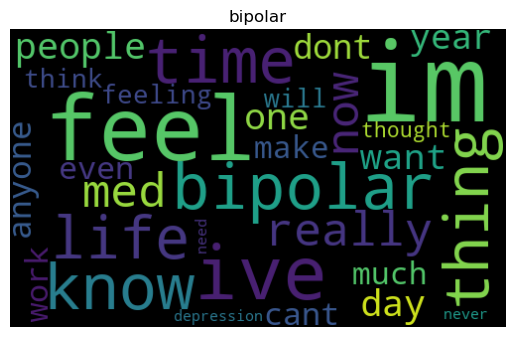 bipolar
people
time
dont
im
year
think
feeling
will
now
feel
one
thought
anyone
even
make
want
thing
med
bipolar
life
really
work
know
need
ive
much
day
depression
cant
never